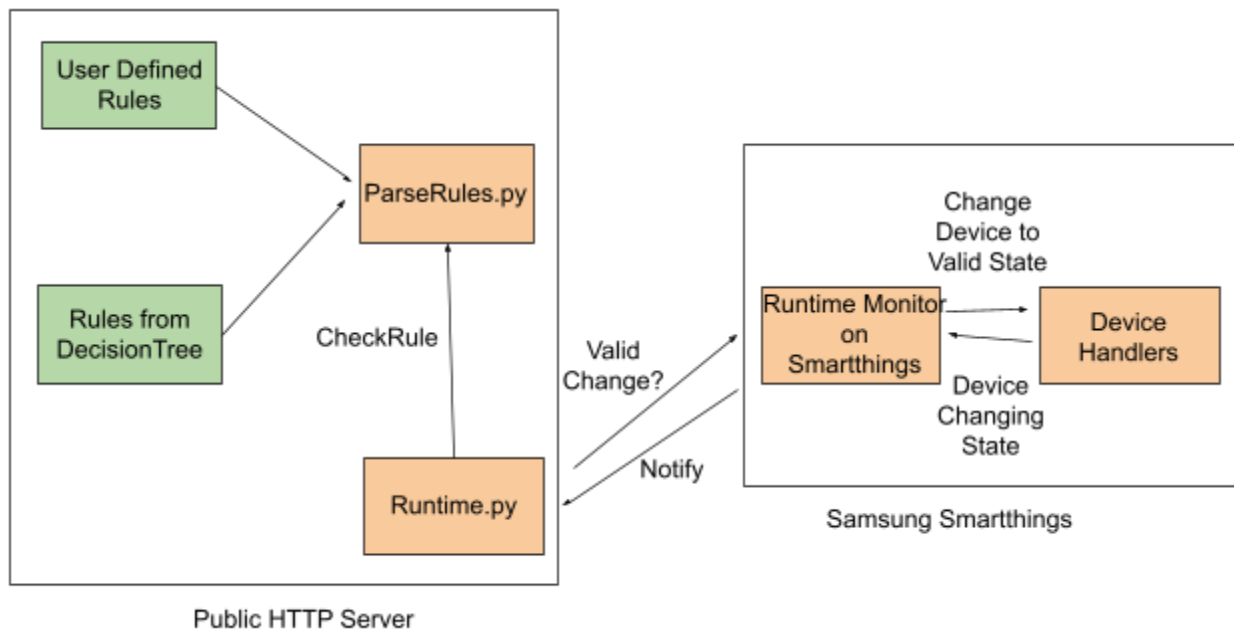 User Defined
Rules
ParseRules.py
Rules from
DecisionTree
CheckRule
Runtime.py
Public HTTP Server
Valid
Change?
Notify
Change
Device to
Valid State
Runtime Monitor
on
Smartthings
Device
Handlers
Device
Changing
State
Samsung Smartthings